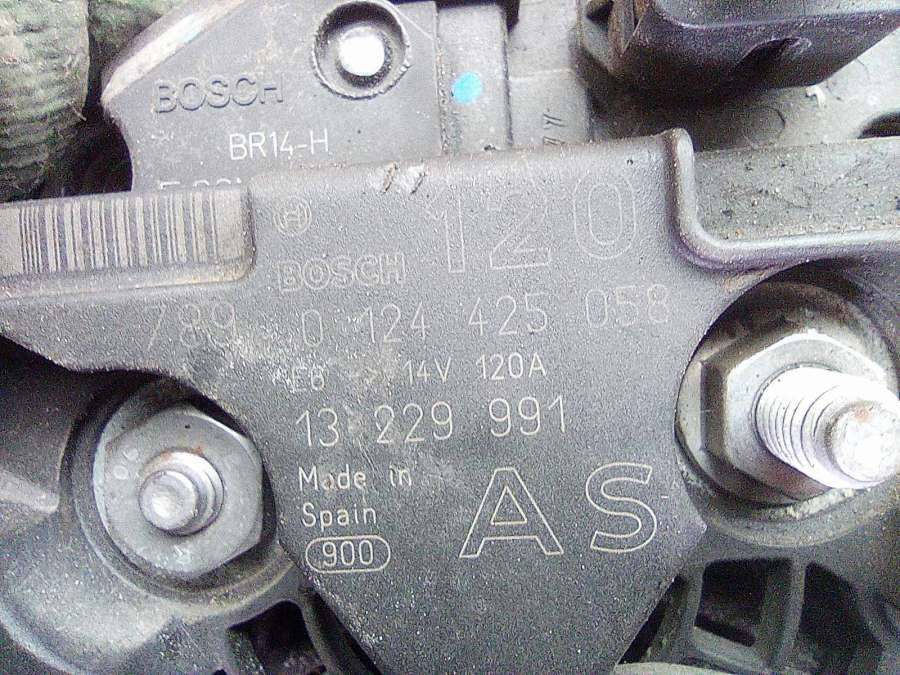 BOSCH
BR14-H
BOSCH 120
789 0 124 425 058
E8 -> 14V 120A
13 229 991
Made in
Spain
900
AS